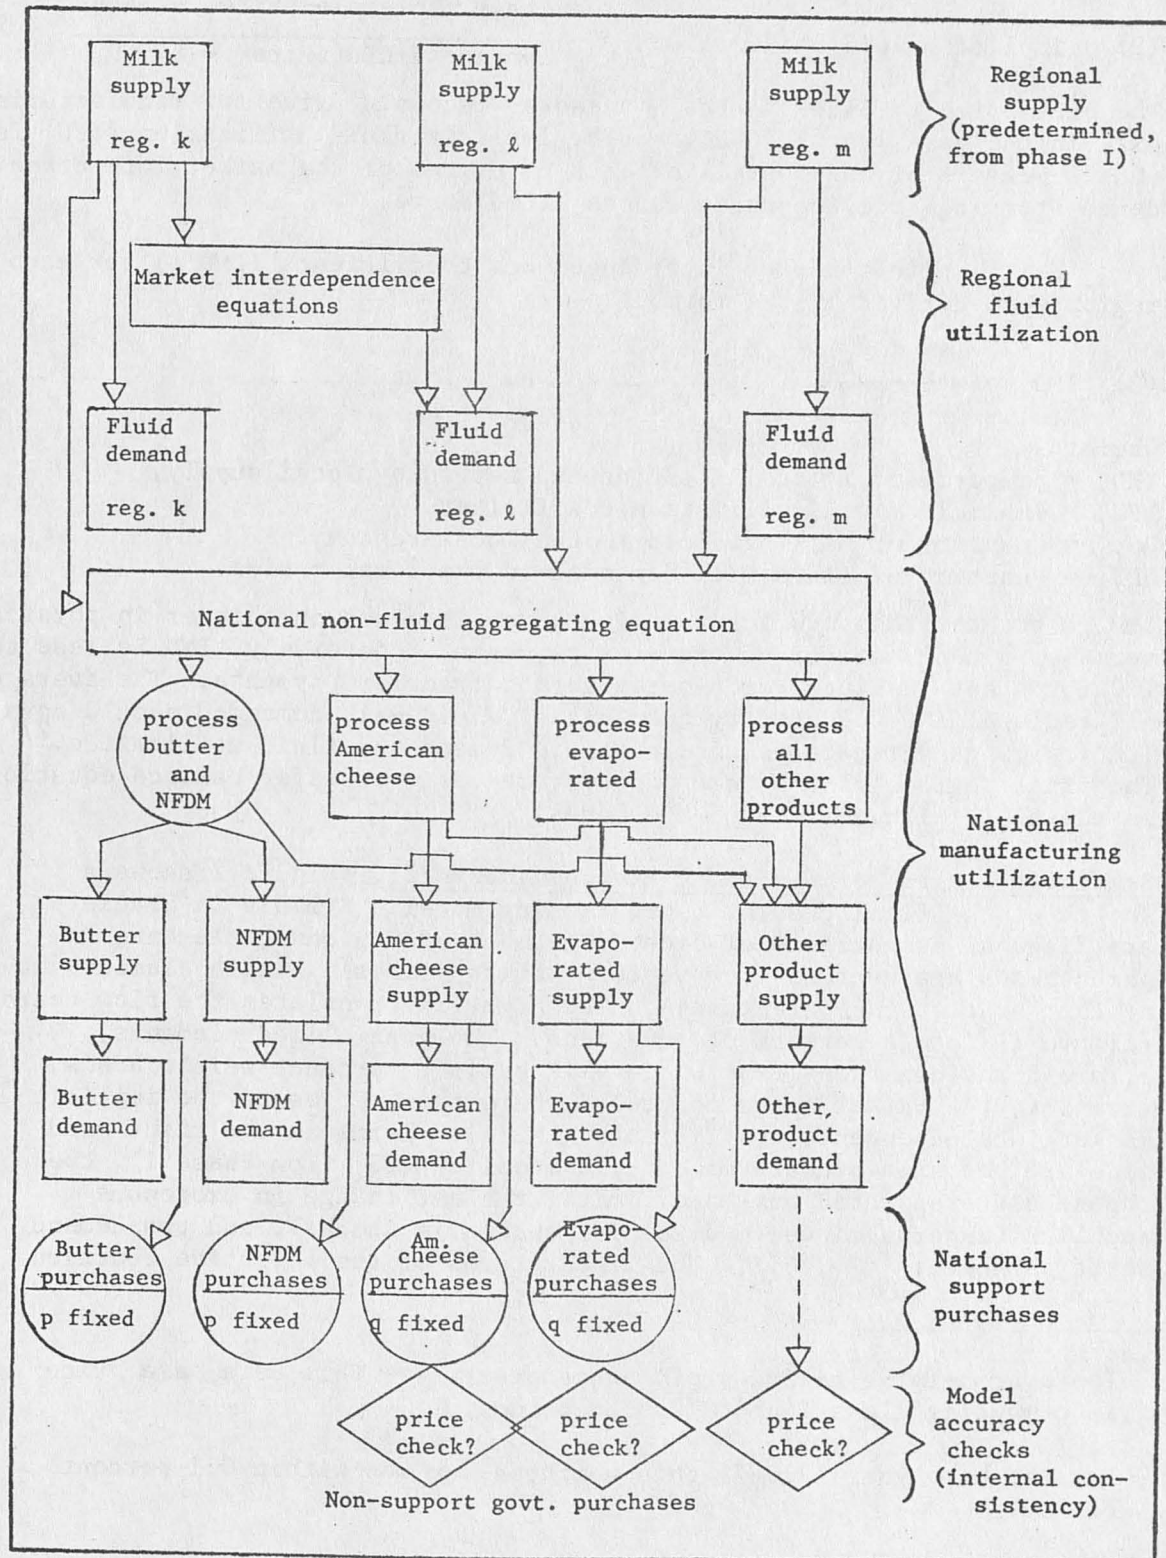 Milk
supply
reg. k
Milk
supply
reg. ℓ
Milk
supply
reg. m
Regional
supply
(predetermined,
from phase I)
Market interdependence
equations
Regional
fluid
utilization
Fluid
demand
reg. k
Fluid
demand
reg. ℓ
Fluid
demand
reg. m
National non-fluid aggregating equation
process
butter
and
NFDM
process
American
cheese
process
evapo-
rated
process
all
other
products
National
manufacturing
utilization
Butter
supply
NFDM
supply
American
cheese
supply
Evapo-
rated
supply
Other
product
supply
Butter
demand
NFDM
demand
American
cheese
demand
Evapo-
rated
demand
Other,
product
demand
Butter
purchases
p fixed
NFDM
purchases
p fixed
Am.
cheese
purchases
q fixed
Evapo-
rated
purchases
q fixed
National
support
purchases
price
check?
price
check?
price
check?
Model
accuracy
checks
(internal con-
sistency)
Non-support govt. purchases